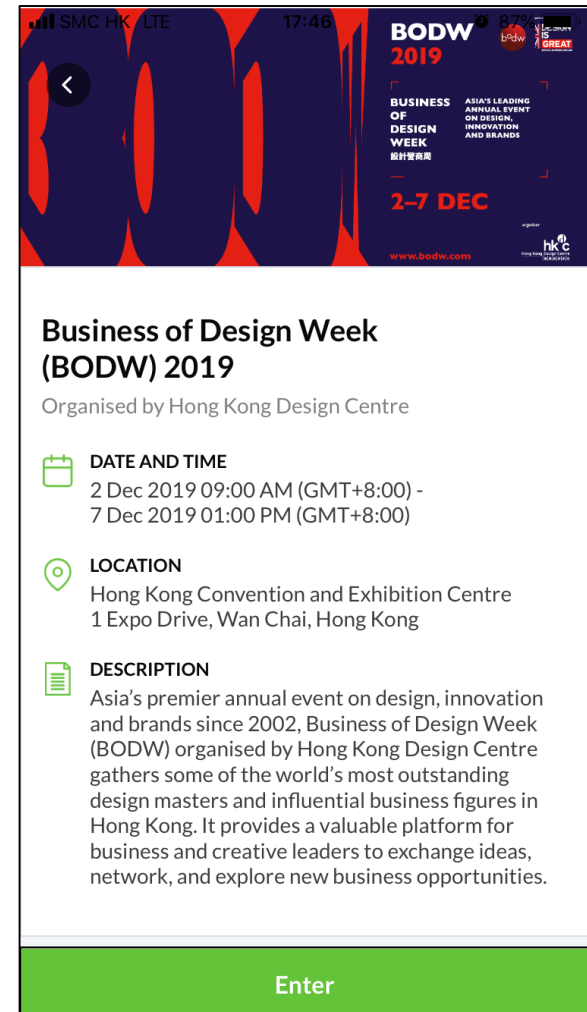 SMC HK LTE 17:46 87%
BODW
2019
bodw
DESIGN
IS
GREAT
BUSINESS
OF
DESIGN
WEEK
設計營商周
ASIA'S LEADING
ANNUAL EVENT
ON DESIGN,
INNOVATION
AND BRANDS
2–7 DEC
organiser
hkdc
Hong Kong Design Centre
www.bodw.com
Business of Design Week
(BODW) 2019
Organised by Hong Kong Design Centre
DATE AND TIME
2 Dec 2019 09:00 AM (GMT+8:00) -
7 Dec 2019 01:00 PM (GMT+8:00)
LOCATION
Hong Kong Convention and Exhibition Centre
1 Expo Drive, Wan Chai, Hong Kong
DESCRIPTION
Asia's premier annual event on design, innovation
and brands since 2002, Business of Design Week
(BODW) organised by Hong Kong Design Centre
gathers some of the world's most outstanding
design masters and influential business figures in
Hong Kong. It provides a valuable platform for
business and creative leaders to exchange ideas,
network, and explore new business opportunities.
Enter